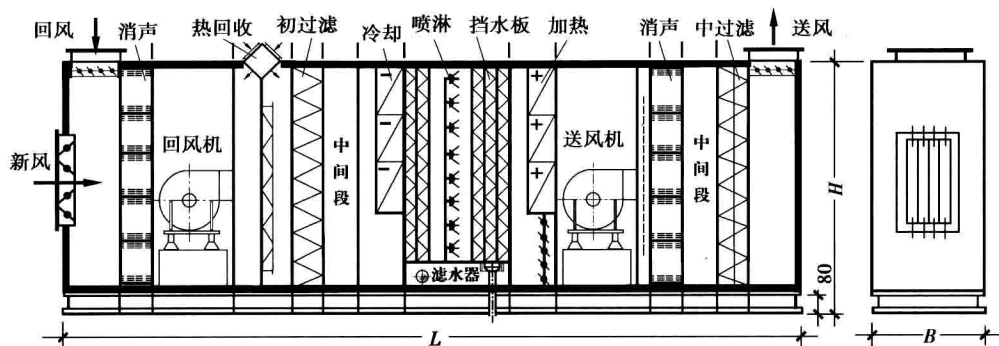 回风
消声
热回收
初过滤
冷却
喷淋
挡水板
加热
消声
中过滤
送风
新风
回风机
中间段
送风机
中间段
滤水器
H
80
L
B